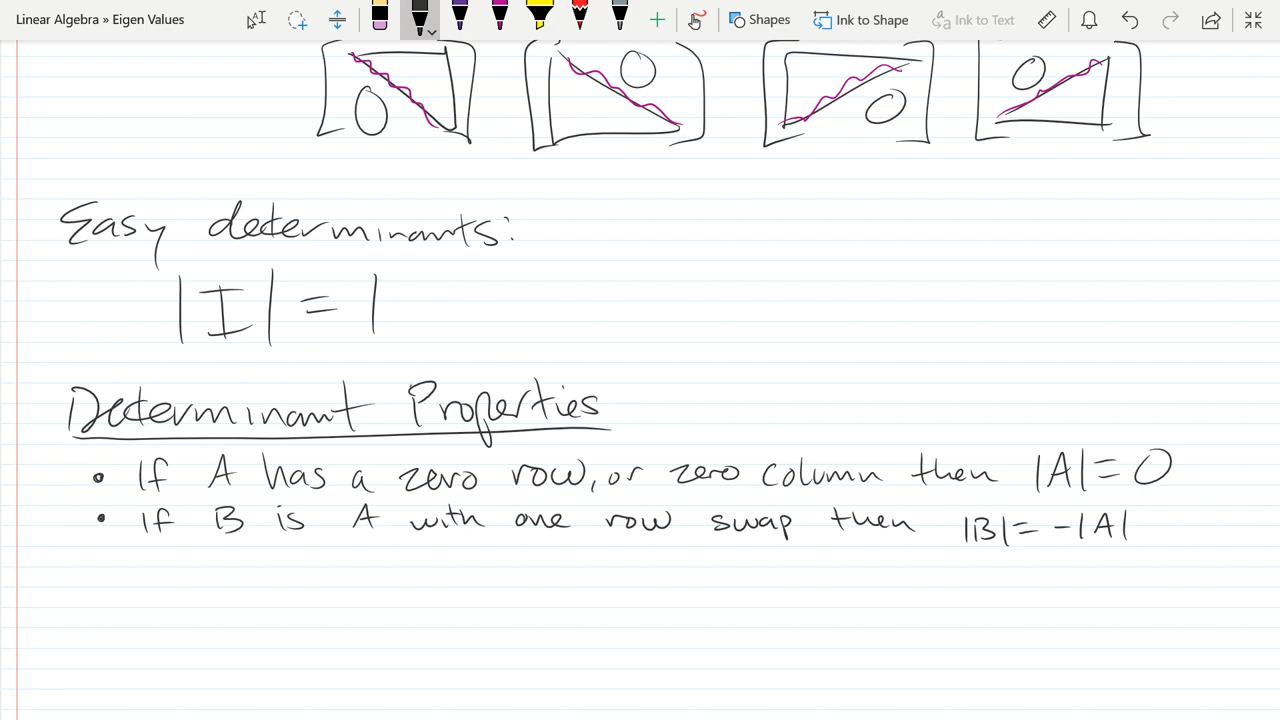 Linear Algebra » Eigen Values
Shapes
Ink to Shape
Ink to Text
Easy determinants:
|I| = 1
Determinant Properties
• If A has a zero row, or zero column then |A| = 0
• If B is A with one row swap then |B| = -|A|